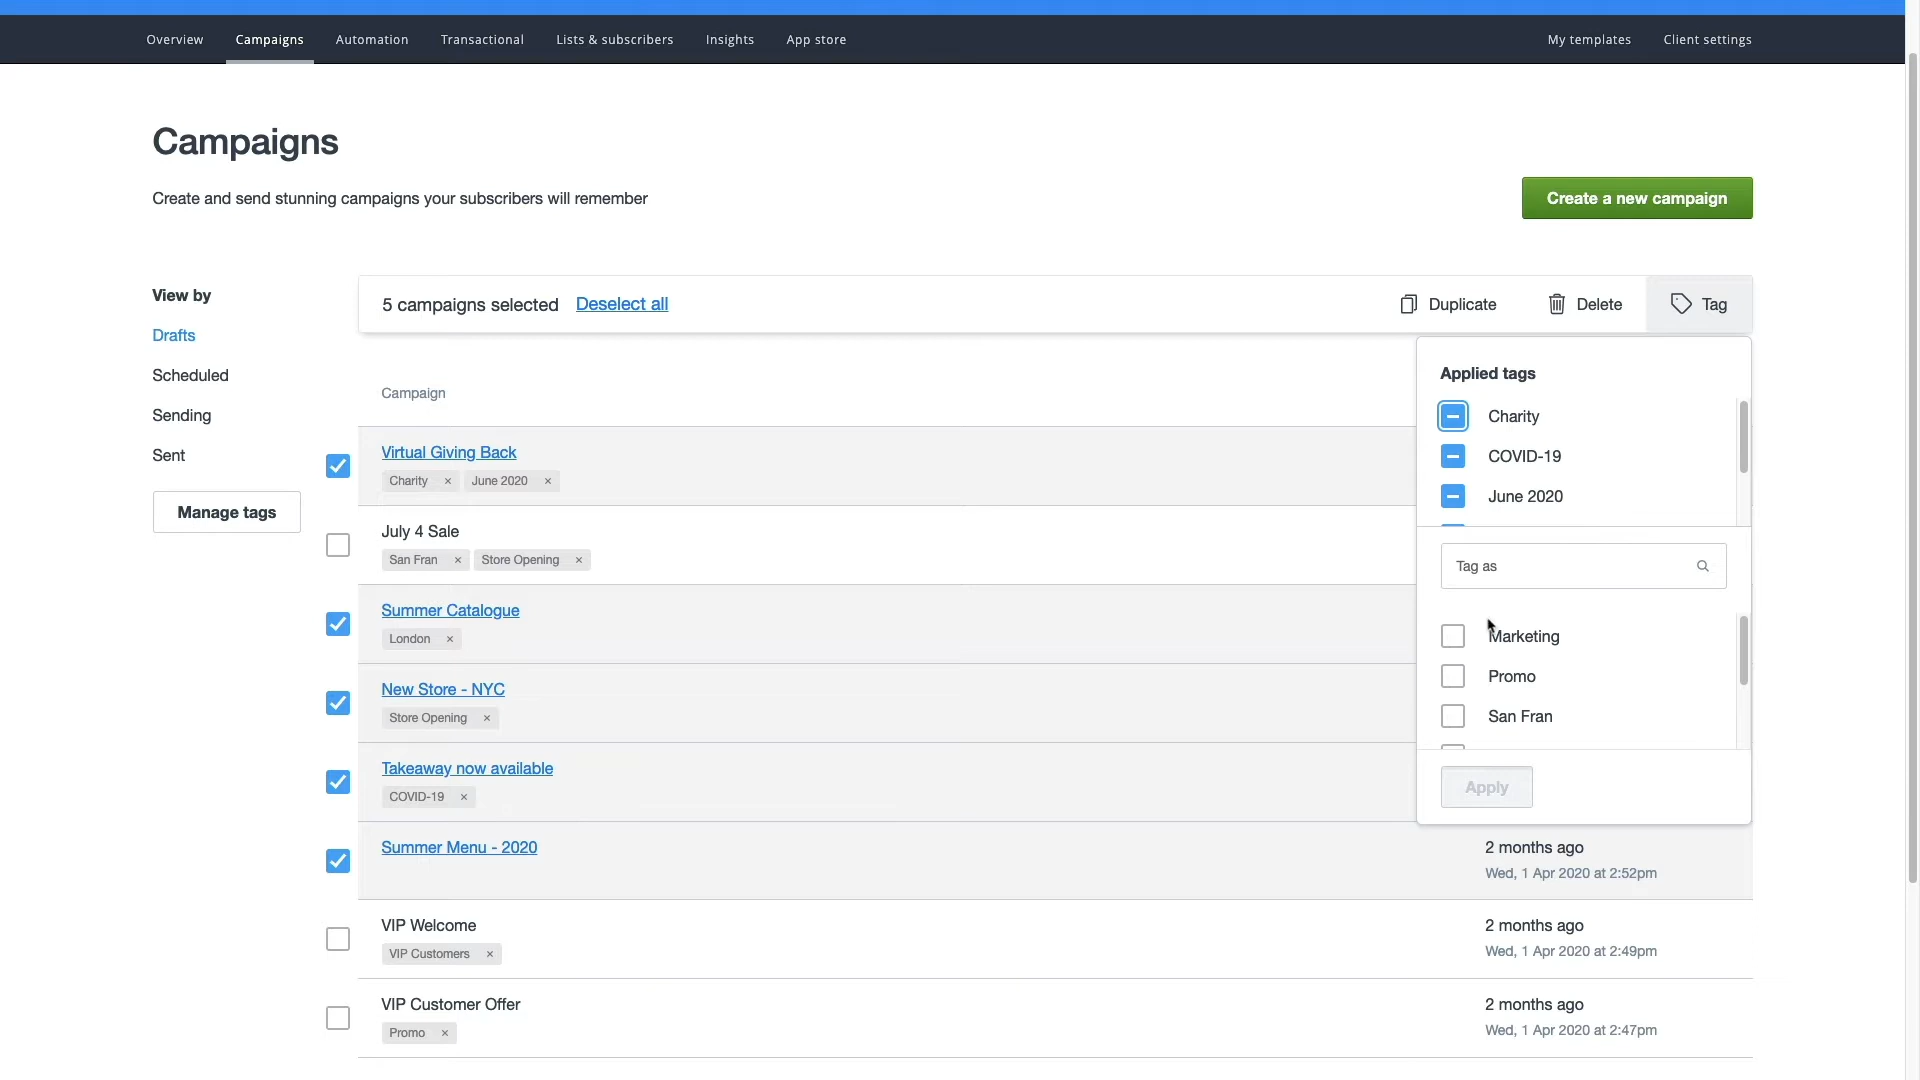 Overview Campaigns Automation Transactional Lists & subscribers Insights App store My templates Client settings
Campaigns
Create and send stunning campaigns your subscribers will remember
Create a new campaign
View by
Drafts
Scheduled
Sending
Sent
Manage tags
5 campaigns selected Deselect all Duplicate Delete Tag
Campaign
Virtual Giving Back
Charity × June 2020 ×
July 4 Sale
San Fran × Store Opening ×
Summer Catalogue
London ×
New Store - NYC
Store Opening ×
Takeaway now available
COVID-19 ×
Summer Menu - 2020
2 months ago
Wed, 1 Apr 2020 at 2:52pm
VIP Welcome
VIP Customers ×
2 months ago
Wed, 1 Apr 2020 at 2:49pm
VIP Customer Offer
Promo ×
2 months ago
Wed, 1 Apr 2020 at 2:47pm
Applied tags
Charity
COVID-19
June 2020
Tag as
Marketing
Promo
San Fran
Apply